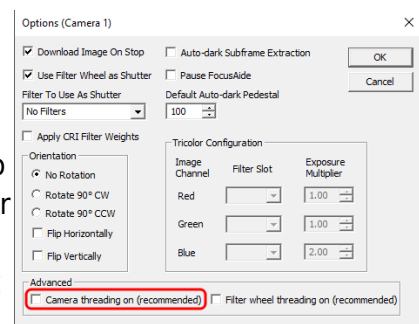 Options (Camera 1)
Download Image On Stop
Auto-dark Subframe Extraction
OK
Use Filter Wheel as Shutter
Pause FocusAide
Cancel
Filter To Use As Shutter
Default Auto-dark Pedestal
No Filters
100
Apply CRI Filter Weights
Tricolor Configuration
Orientation
Image Channel
Filter Slot
Exposure Multiplier
No Rotation
Red
1.00
Rotate 90° CW
Rotate 90° CCW
Green
1.00
Flip Horizontally
Flip Vertically
Blue
2.00
Advanced
Camera threading on (recommended)
Filter wheel threading on (recommended)